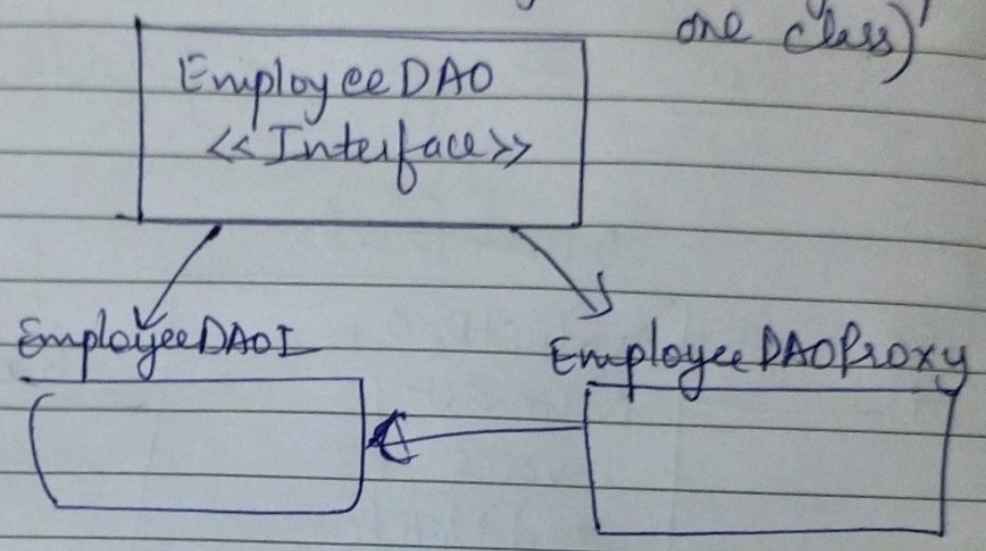 one class)
EmployeeDAO
<<Interface>>
EmployeeDAOI
EmployeeDAOProxy